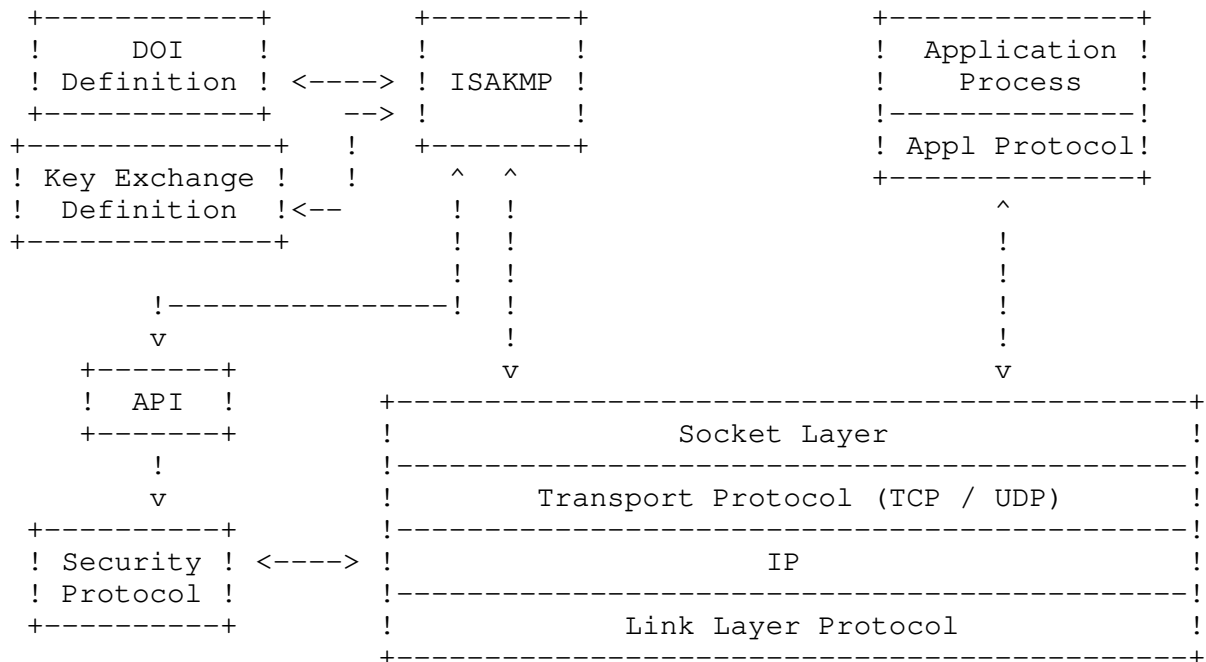 DOI
Definition
ISAKMP
Application
Process
Appl Protocol
Key Exchange
Definition
API
Socket Layer
Transport Protocol (TCP / UDP)
Security
Protocol
IP
Link Layer Protocol